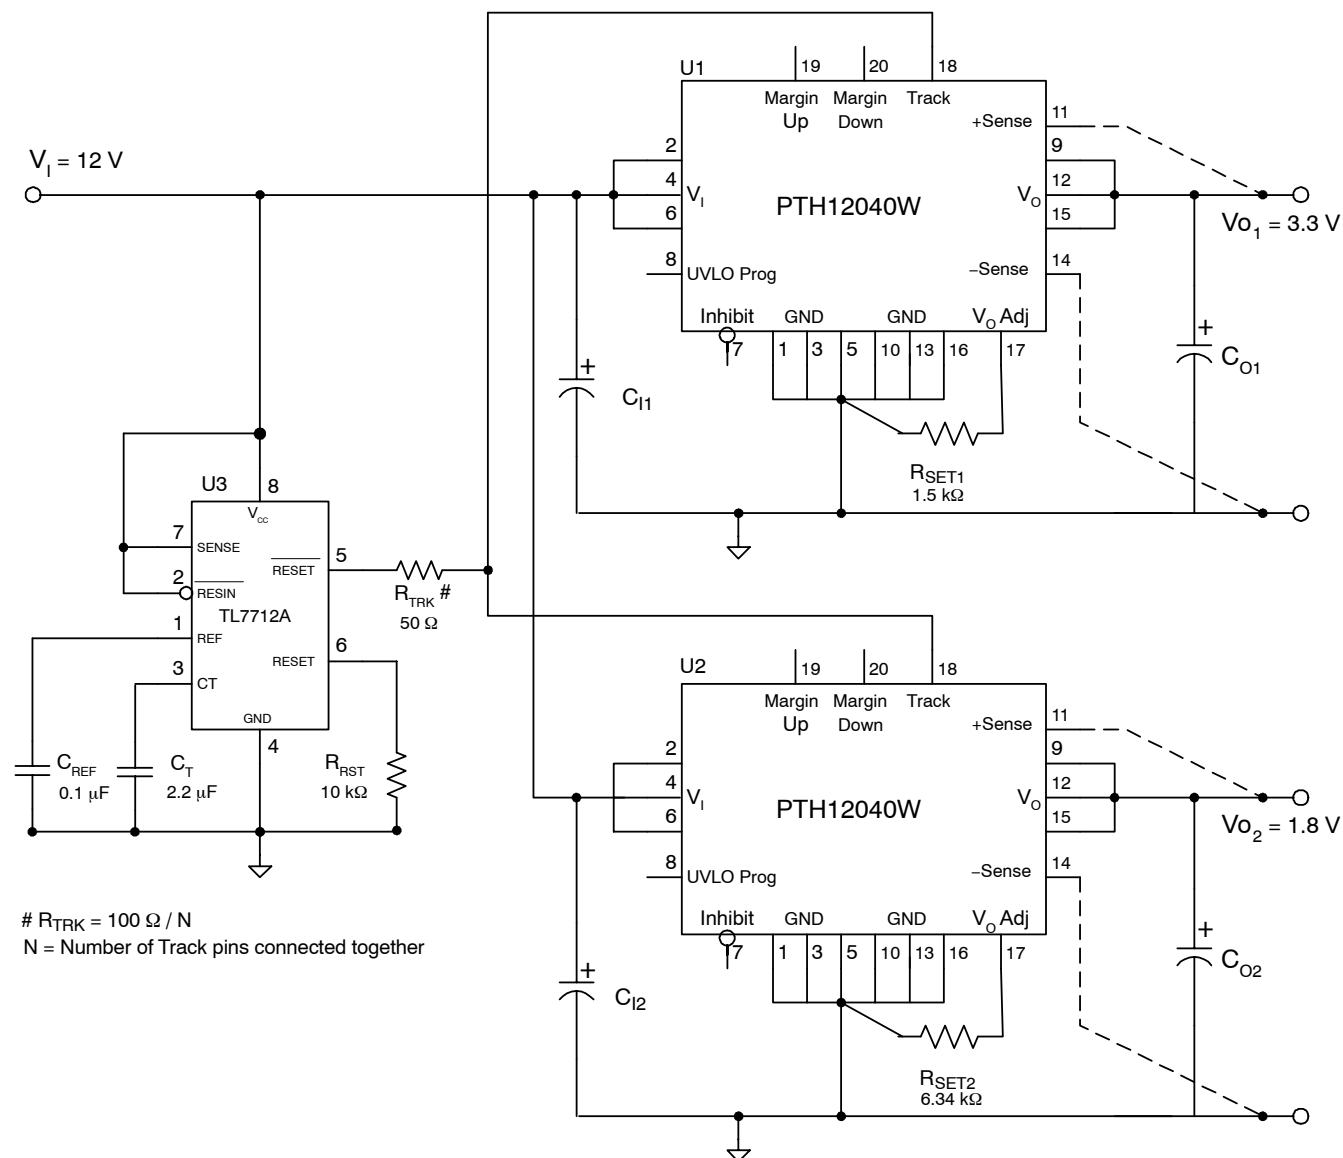 U1
19
20
18
Margin Up
Margin Down
Track
+Sense
11
9
2
V_I = 12 V
4
V_I
PTH12040W
V_O
12
6
15
Vo_1 = 3.3 V
8
UVLO Prog
−Sense
14
Inhibit
GND
GND
V_O Adj
7
1
3
5
10
13
16
17
C_I1
C_O1
R_SET1
1.5 kΩ
U3
8
V_CC
7
SENSE
5
RESET
2
RESIN
R_TRK #
50 Ω
TL7712A
1
REF
6
RESET
3
CT
GND
4
C_REF
0.1 µF
C_T
2.2 µF
R_RST
10 kΩ
# R_TRK = 100 Ω / N
N = Number of Track pins connected together
U2
19
20
18
Margin Up
Margin Down
Track
+Sense
11
9
2
4
V_I
PTH12040W
V_O
12
6
15
Vo_2 = 1.8 V
8
UVLO Prog
−Sense
14
Inhibit
GND
GND
V_O Adj
7
1
3
5
10
13
16
17
C_I2
C_O2
R_SET2
6.34 kΩ